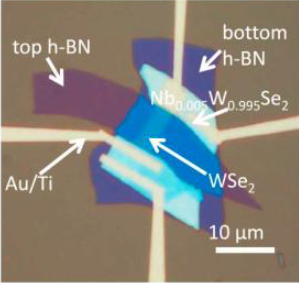 bottom
h-BN
top h-BN
Nb0.005W0.995Se2
Au/Ti
WSe2
10 μm